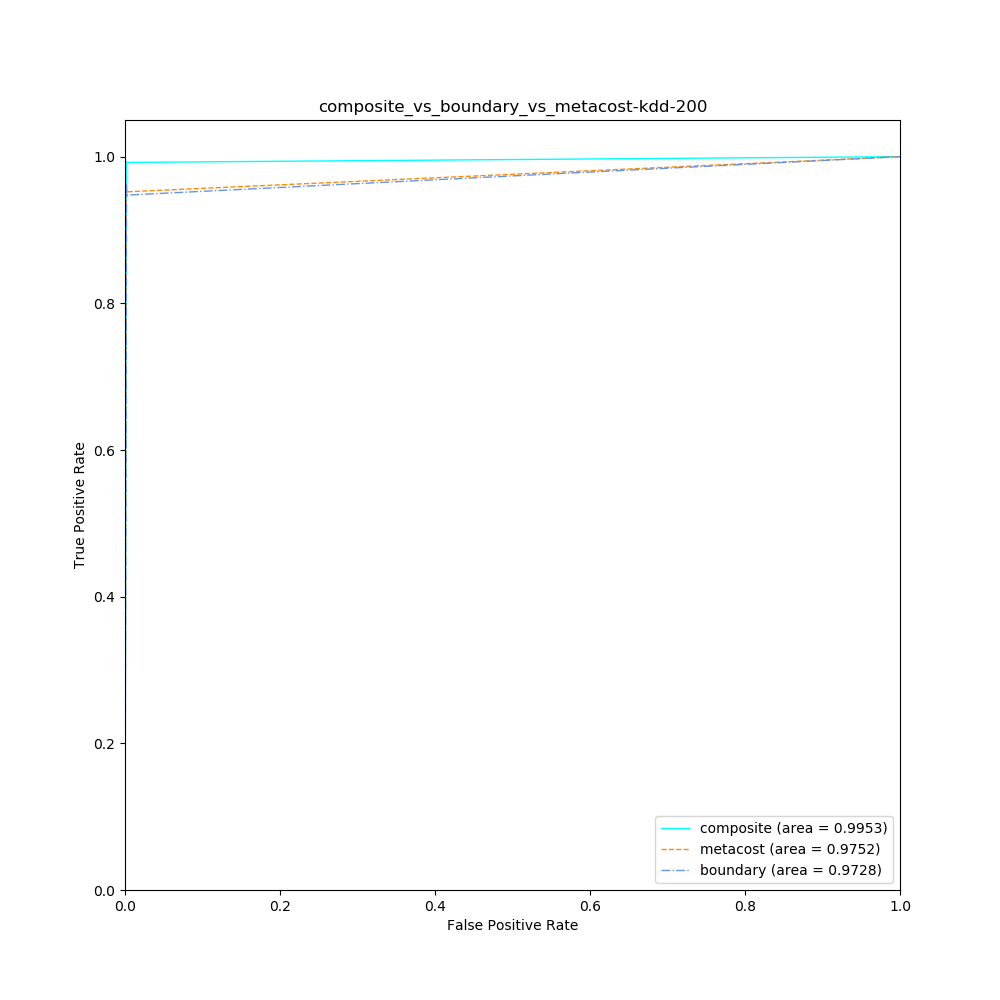 composite_vs_boundary_vs_metacost-kdd-200
1.0
0.8
0.6
0.4
0.2
0.0
True Positive Rate
composite (area = 0.9953)
metacost (area = 0.9752)
boundary (area = 0.9728)
0.0 0.2 0.4 0.6 0.8 1.0
False Positive Rate